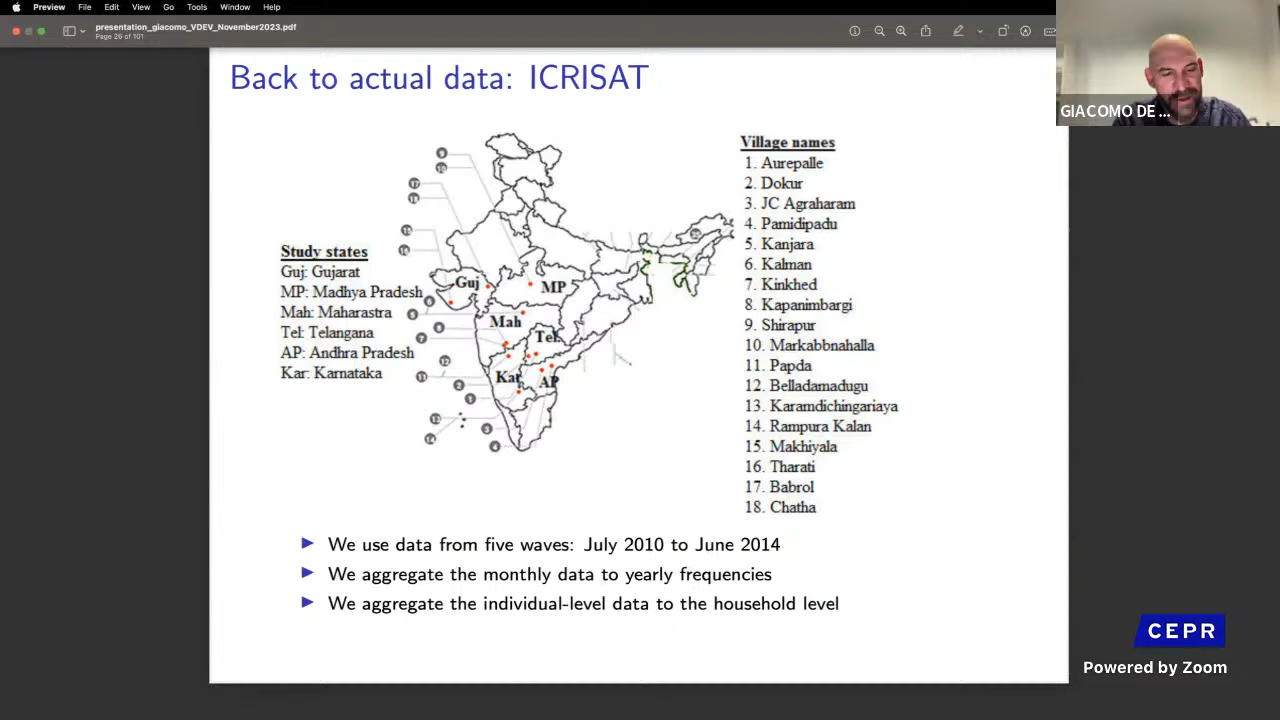 Preview File Edit View Go Tools Window Help
presentation_giacomo_VDEV_November2023.pdf
Page 26 of 101
GIACOMO DE ...
Back to actual data: ICRISAT
Study states
Guj: Gujarat
MP: Madhya Pradesh
Mah: Maharastra
Tel: Telangana
AP: Andhra Pradesh
Kar: Karnataka
Guj
MP
Mah
Tel.
Kar
AP
Village names
1. Aurepalle
2. Dokur
3. JC Agraharam
4. Pamidipadu
5. Kanjara
6. Kalman
7. Kinkhed
8. Kapanimbargi
9. Shirapur
10. Markabbnahalla
11. Papda
12. Belladamadugu
13. Karamdichingariaya
14. Rampura Kalan
15. Makhiyala
16. Tharati
17. Babrol
18. Chatha
We use data from five waves: July 2010 to June 2014
We aggregate the monthly data to yearly frequencies
We aggregate the individual-level data to the household level
CEPR
Powered by Zoom